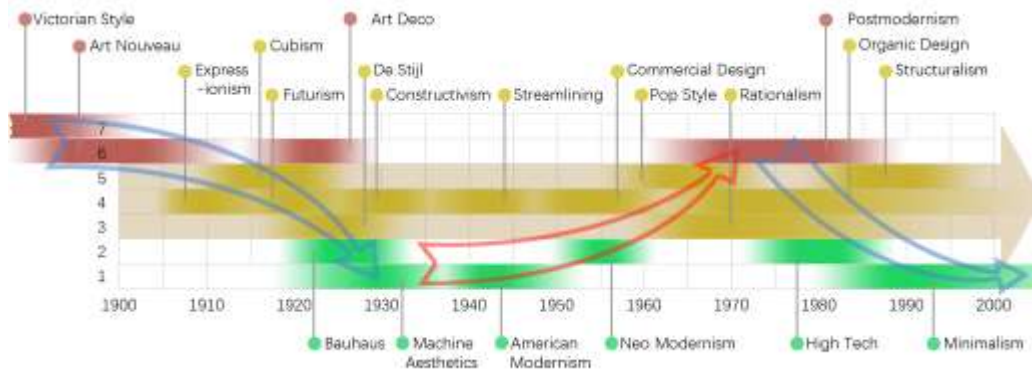 Victorian Style
Art Deco
Postmodernism
Art Nouveau
Cubism
Organic Design
Express
-ionism
De Stijl
Commercial Design
Structuralism
Futurism
Constructivism
Streamlining
Pop Style
Rationalism
7
6
5
4
3
2
1
1900
1910
1920
1930
1940
1950
1960
1970
1980
1990
2000
Bauhaus
Machine
Aesthetics
American
Modernism
Neo Modernism
High Tech
Minimalism